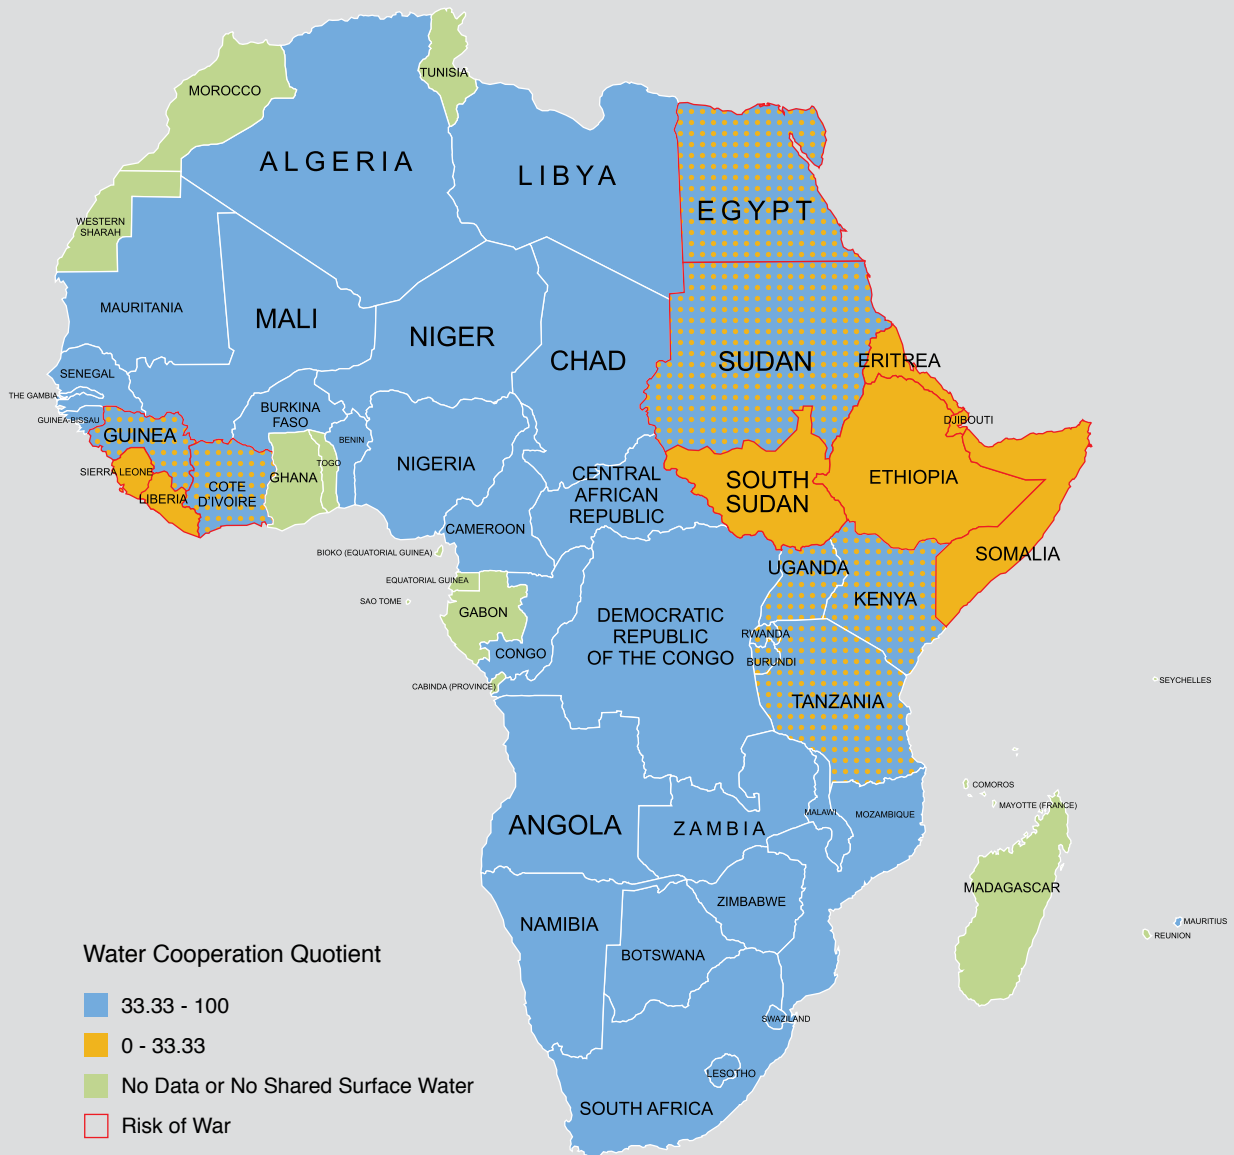 TUNISIA
MOROCCO
ALGERIA
LIBYA
EGYPT
WESTERN
SHARAH
MAURITANIA
MALI
NIGER
CHAD
SUDAN
ERITREA
SENEGAL
THE GAMBIA
GUINEA-BISSAU
GUINEA
BURKINA
FASO
BENIN
DJIBOUTI
SIERRA LEONE
LIBERIA
COTE
D'IVOIRE
GHANA
TOGO
NIGERIA
CENTRAL
AFRICAN
REPUBLIC
SOUTH
SUDAN
ETHIOPIA
CAMEROON
BIOKO (EQUATORIAL GUINEA)
SOMALIA
EQUATORIAL GUINEA
SAO TOME
GABON
CONGO
DEMOCRATIC
REPUBLIC
OF THE CONGO
UGANDA
KENYA
RWANDA
BURUNDI
CABINDA (PROVINCE)
TANZANIA
SEYCHELLES
COMOROS
MAYOTTE (FRANCE)
ANGOLA
ZAMBIA
MALAWI
MOZAMBIQUE
MADAGASCAR
ZIMBABWE
MAURITIUS
REUNION
NAMIBIA
BOTSWANA
SWAZILAND
LESOTHO
SOUTH AFRICA
Water Cooperation Quotient
33.33 - 100
0 - 33.33
No Data or No Shared Surface Water
Risk of War